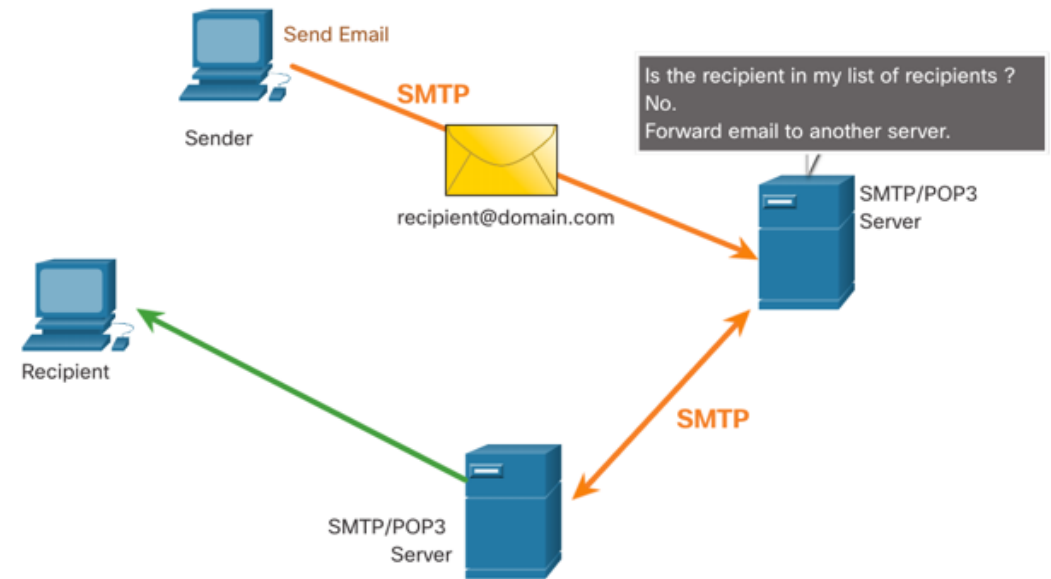 Send Email
SMTP
Sender
recipient@domain.com
Is the recipient in my list of recipients ?
No.
Forward email to another server.
SMTP/POP3
Server
Recipient
SMTP
SMTP/POP3
Server